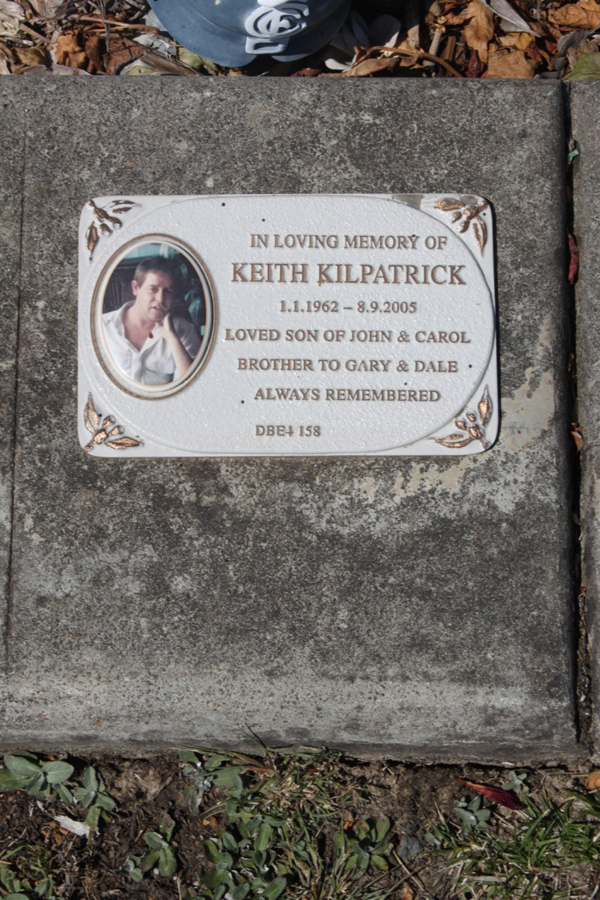 IN LOVING MEMORY OF
KEITH KILPATRICK
1.1.1962 – 8.9.2005
LOVED SON OF JOHN & CAROL
BROTHER TO GARY & DALE
ALWAYS REMEMBERED
DBE4 158